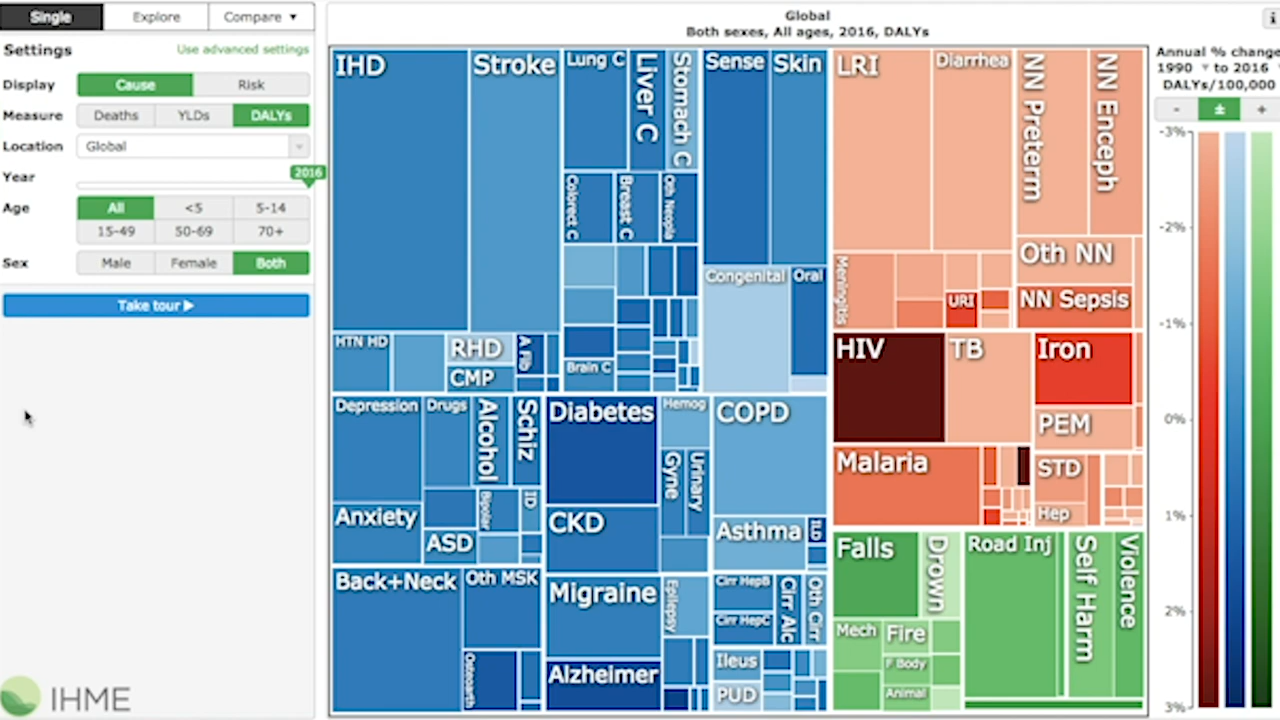 Single Explore Compare ▼
Settings Use advanced settings
Display Cause Risk
Measure Deaths YLDs DALYs
Location Global
Year 2016
Age All <5 5-14
15-49 50-69 70+
Sex Male Female Both
Take tour ▶
IHME
Global
Both sexes, All ages, 2016, DALYs
IHD
Stroke
Lung C
Liver C
Stomach C
Colorect C
Breast C
Oth Neopla
Brain C
HTN HD
RHD
CMP
A Fib
Sense
Skin
Congenital
Oral
Depression
Drugs
Alcohol
Schiz
Anxiety
Bipolar
ID
ASD
Back+Neck
Oth MSK
Osteoarth
Diabetes
CKD
Hemog
Gyne
Urinary
Migraine
Epilepsy
Alzheimer
COPD
Asthma
ILD
Cirr HepB
Cirr HepC
Cirr Alc
Oth Cirr
Ileus
PUD
LRI
Diarrhea
NN Preterm
NN Enceph
Meningitis
URI
Oth NN
NN Sepsis
HIV
TB
Iron
PEM
Malaria
STD
Hep
Falls
Drown
Road Inj
Self Harm
Violence
Mech
Fire
F Body
Animal
i
Annual % change
1990 ▼ to 2016
DALYs/100,000
- ± +
-3%
-2%
-1%
0%
1%
2%
3%